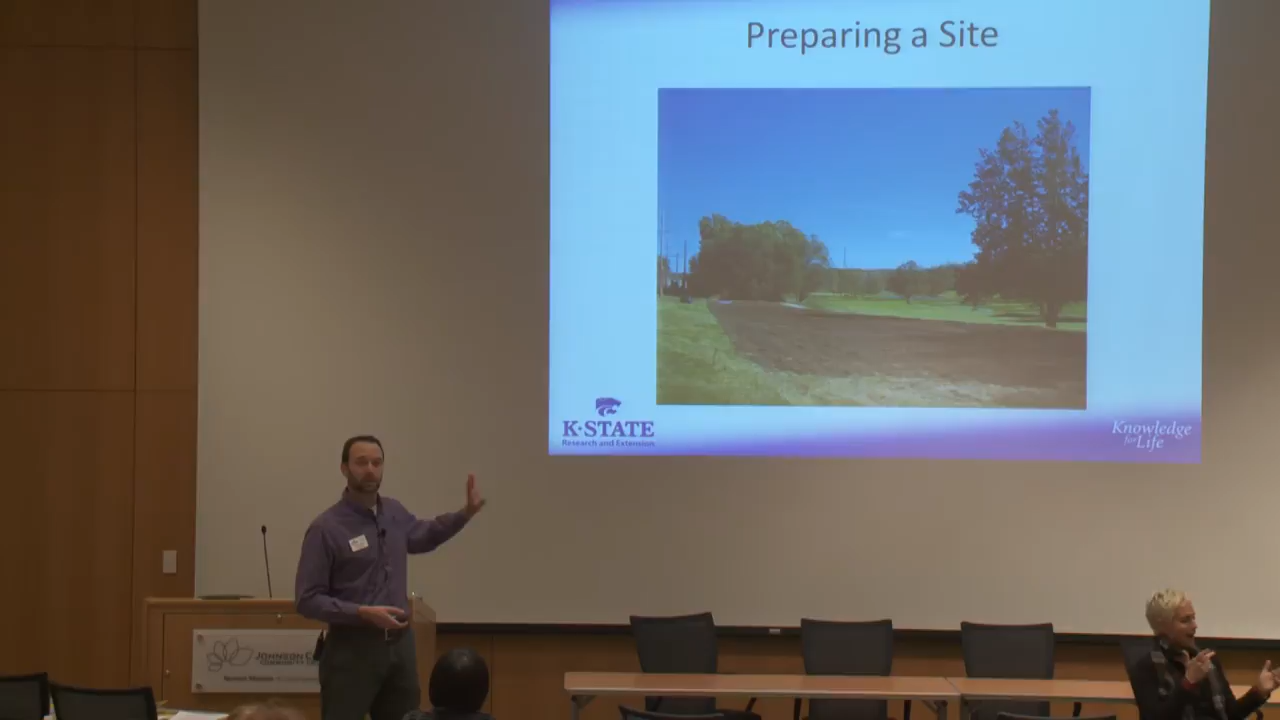 Preparing a Site
K-STATE
Research and Extension
Knowledge
for Life
JOHNSON